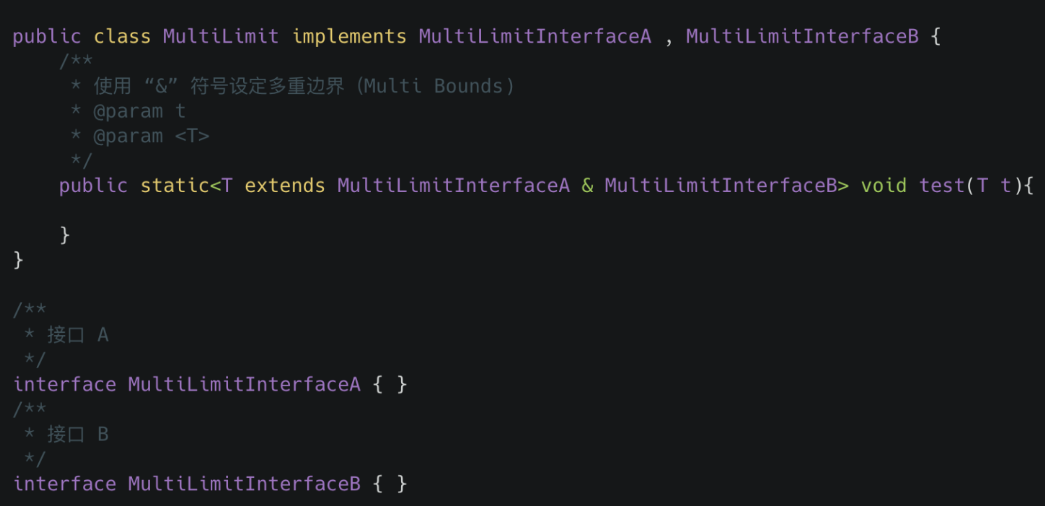 public class MultiLimit implements MultiLimitInterfaceA , MultiLimitInterfaceB {
    /**
     * 使用 “&” 符号设定多重边界（Multi Bounds)
     * @param t
     * @param <T>
     */
    public static<T extends MultiLimitInterfaceA & MultiLimitInterfaceB> void test(T t){
    }
}
/**
 * 接口 A
 */
interface MultiLimitInterfaceA { }
/**
 * 接口 B
 */
interface MultiLimitInterfaceB { }